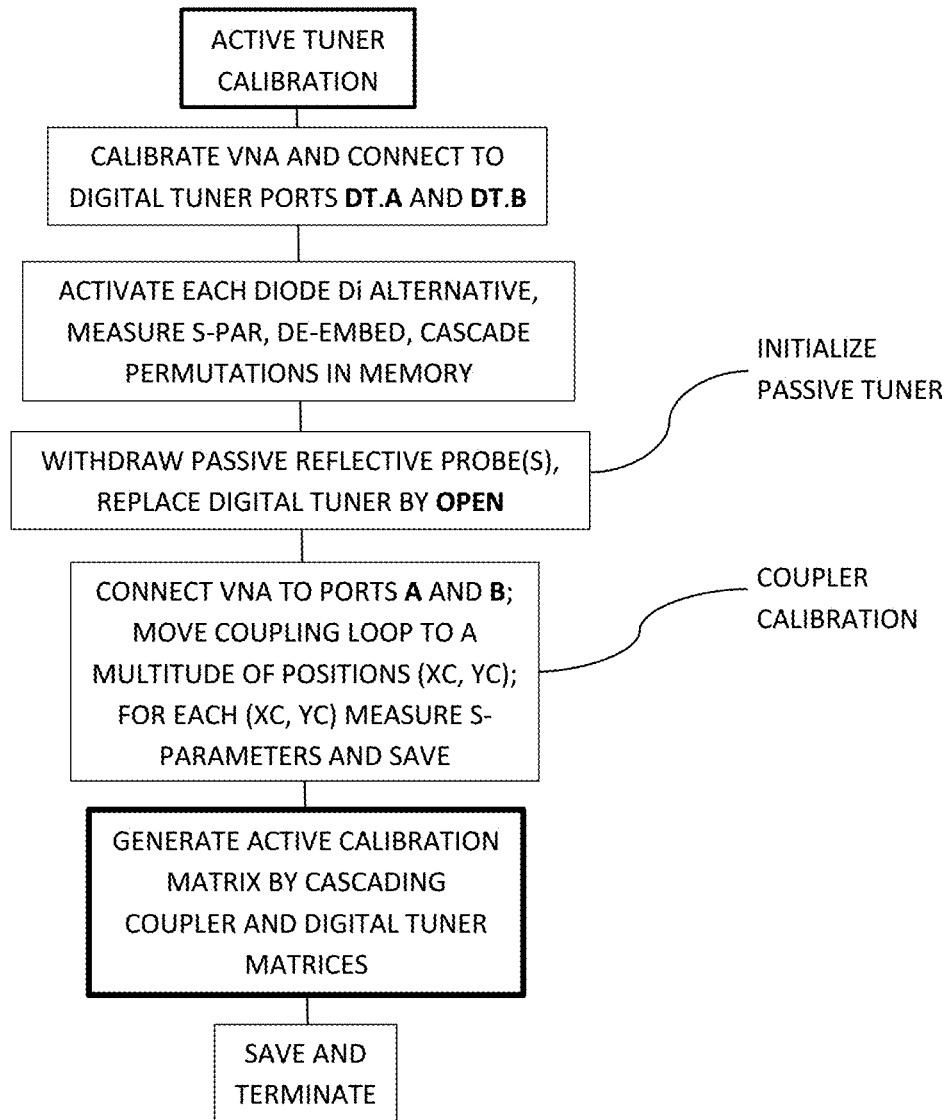 ACTIVE TUNER
CALIBRATION
CALIBRATE VNA AND CONNECT TO
DIGITAL TUNER PORTS DT.A AND DT.B
ACTIVATE EACH DIODE Di ALTERNATIVE,
MEASURE S-PAR, DE-EMBED, CASCADE
PERMUTATIONS IN MEMORY
INITIALIZE
PASSIVE TUNER
WITHDRAW PASSIVE REFLECTIVE PROBE(S),
REPLACE DIGITAL TUNER BY OPEN
CONNECT VNA TO PORTS A AND B;
MOVE COUPLING LOOP TO A
MULTITUDE OF POSITIONS (XC, YC);
FOR EACH (XC, YC) MEASURE S-
PARAMETERS AND SAVE
COUPLER
CALIBRATION
GENERATE ACTIVE CALIBRATION
MATRIX BY CASCADING
COUPLER AND DIGITAL TUNER
MATRICES
SAVE AND
TERMINATE